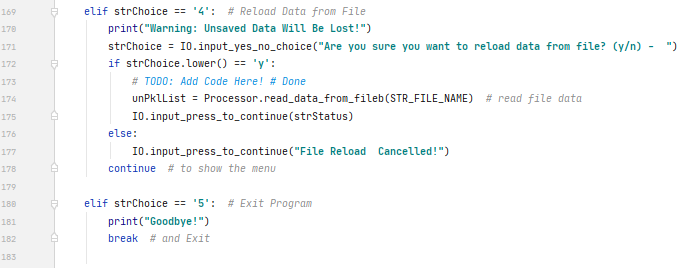 169 elif strChoice == '4':  # Reload Data from File
170 print("Warning: Unsaved Data Will Be Lost!")
171 strChoice = IO.input_yes_no_choice("Are you sure you want to reload data from file? (y/n) -  ")
172 if strChoice.lower() == 'y':
173 # TODO: Add Code Here! # Done
174 unPklList = Processor.read_data_from_fileb(STR_FILE_NAME)  # read file data
175 IO.input_press_to_continue(strStatus)
176 else:
177 IO.input_press_to_continue("File Reload  Cancelled!")
178 continue  # to show the menu
179
180 elif strChoice == '5':  # Exit Program
181 print("Goodbye!")
182 break  # and Exit
183